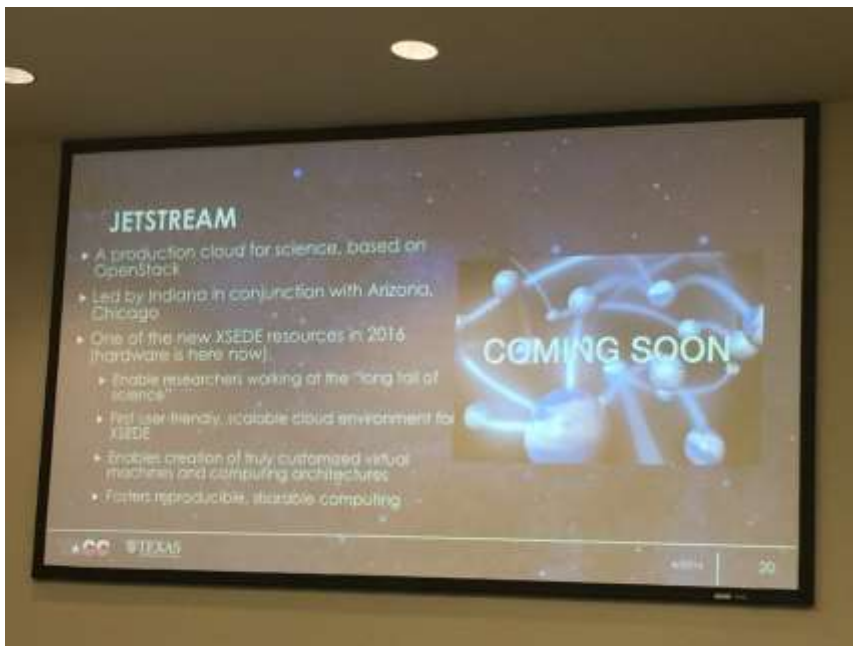 JETSTREAM
▸ A production cloud for science, based on
OpenStack
▸ Led by Indiana in conjunction with Arizona,
Chicago
▸ One of the new XSEDE resources in 2016
(hardware is here now).
▸ Enable researchers working at the "long tail of
science"
▸ First user-friendly, scalable cloud environment for
XSEDE
▸ Enables creation of truly customized virtual
machines and computing architectures
▸ Fosters reproducible, sharable computing
COMING SOON
TEXAS
20